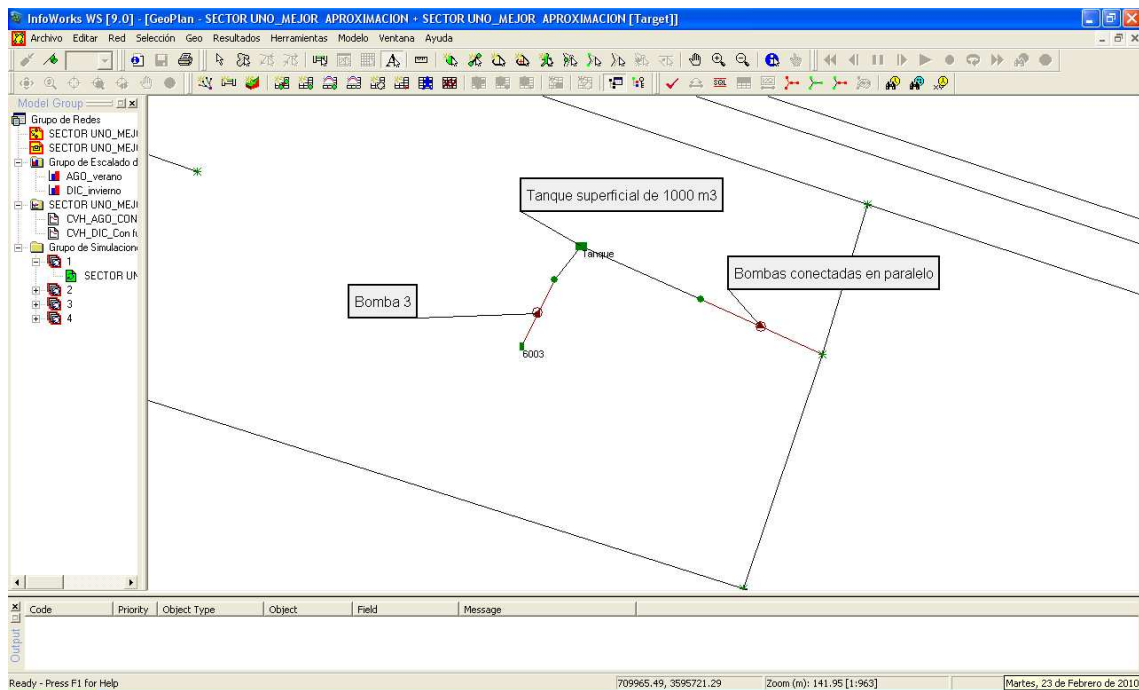 InfoWorks WS [9.0] - [GeoPlan - SECTOR UNO_MEJOR APROXIMACION + SECTOR UNO_MEJOR APROXIMACION [Target]]
Archivo Editar Red Selección Geo Resultados Herramientas Modelo Ventana Ayuda
SQL
Model Group
Grupo de Redes
SECTOR UNO_MEJ
SECTOR UNO_MEJ
Grupo de Escalado d
AGO_verano
DIC_invierno
SECTOR UNO_MEJ
CVH_AGO_CON
CVH_DIC_Con fu
Grupo de Simulacion
1
SECTOR UN
2
3
4
Tanque superficial de 1000 m3
Tanque
Bombas conectadas en paralelo
Bomba 3
6003
Output
Code Priority Object Type Object Field Message
Ready - Press F1 for Help 709965.49, 3595721.29 Zoom (m): 141.95 [1:963] Martes, 23 de Febrero de 2010